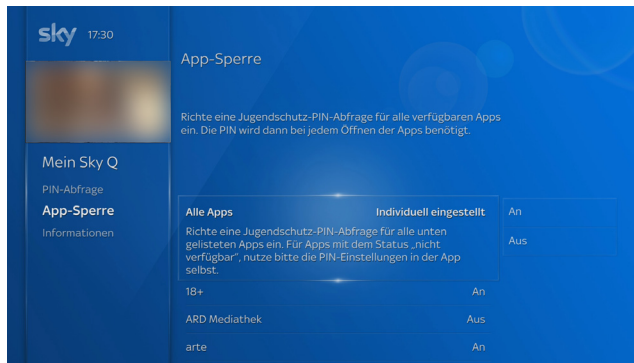 sky 17:30
App-Sperre
Richte eine Jugendschutz-PIN-Abfrage für alle verfügbaren Apps
ein. Die PIN wird dann bei jedem Öffnen der Apps benötigt.
Mein Sky Q
PIN-Abfrage
App-Sperre
Informationen
Alle Apps Individuell eingestellt
Richte eine Jugendschutz-PIN-Abfrage für alle unten
gelisteten Apps ein. Für Apps mit dem Status „nicht
verfügbar“, nutze bitte die PIN-Einstellungen in der App
selbst.
An
Aus
18+ An
ARD Mediathek Aus
arte An